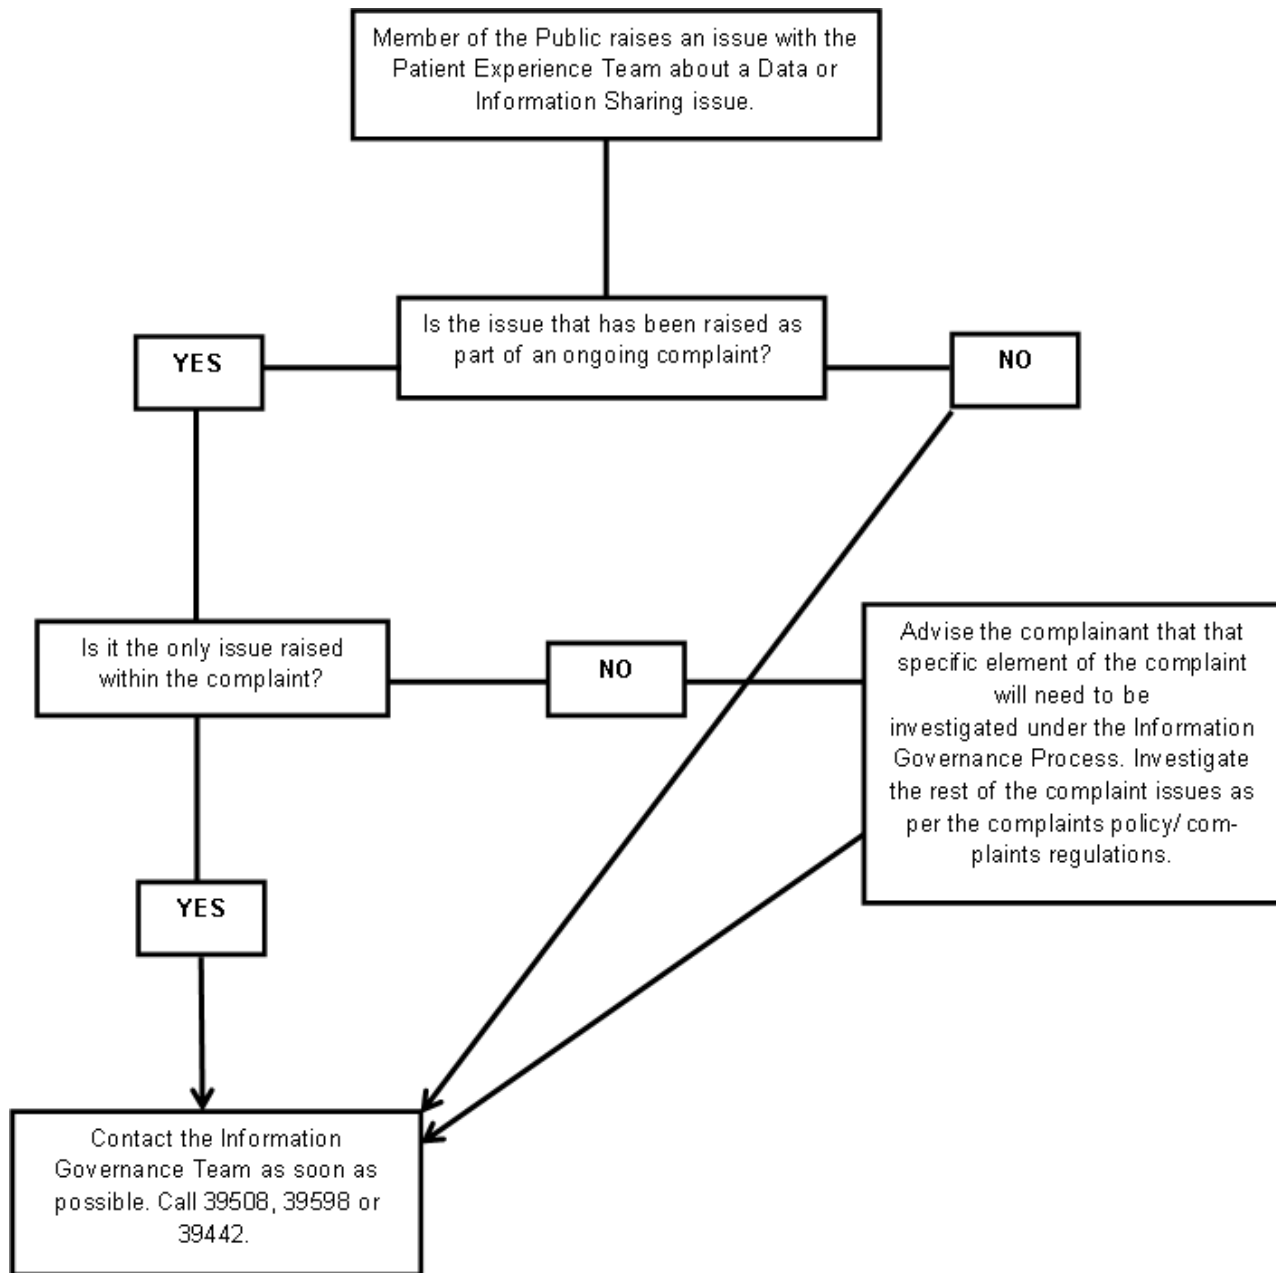 Member of the Public raises an issue with the
Patient Experience Team about a Data or
Information Sharing issue.
Is the issue that has been raised as
part of an ongoing complaint?
YES
NO
Is it the only issue raised
within the complaint?
NO
Advise the complainant that that
specific element of the complaint
will need to be
investigated under the Information
Governance Process. Investigate
the rest of the complaint issues as
per the complaints policy/ com-
plaints regulations.
YES
Contact the Information
Governance Team as soon as
possible. Call 39508, 39598 or
39442.